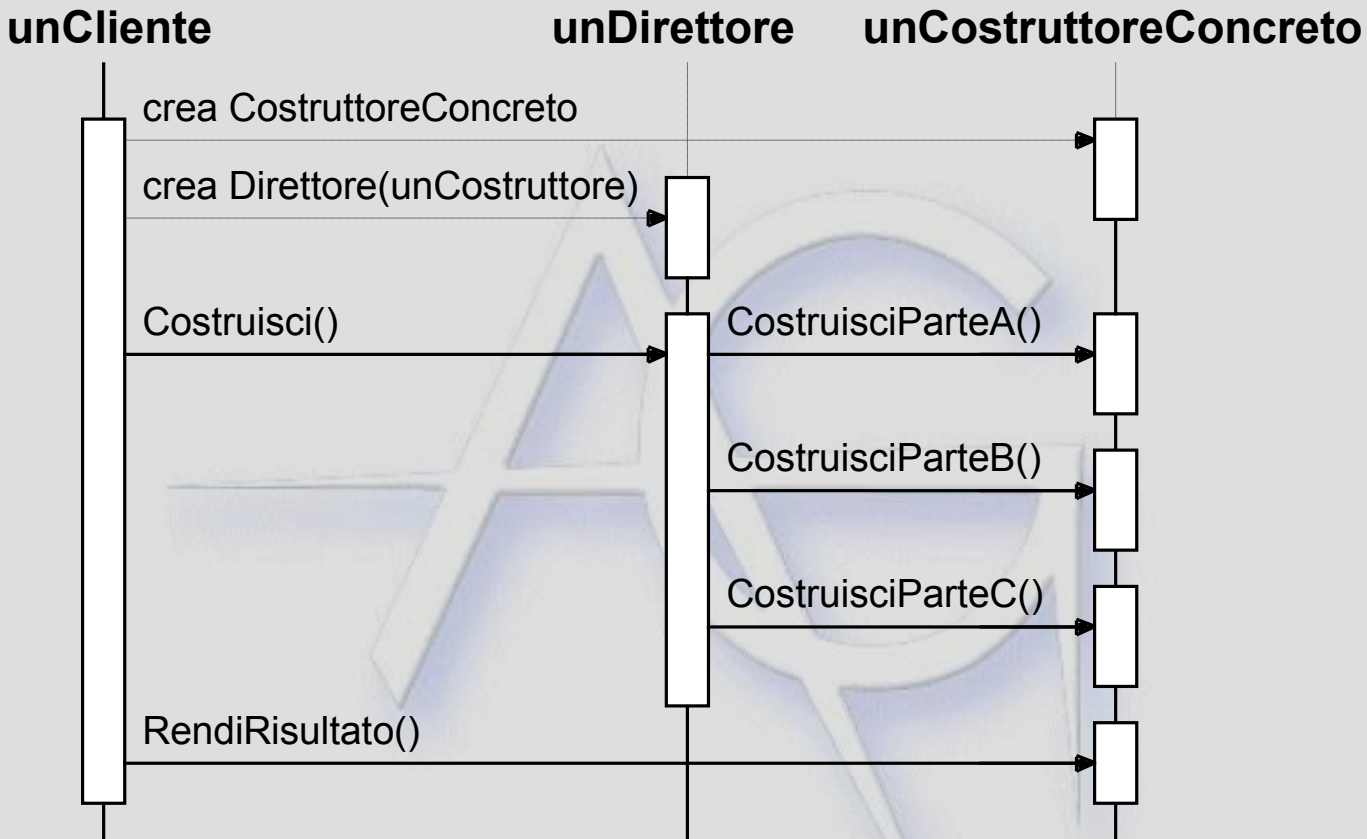 unCliente unDirettore unCostruttoreConcreto
crea CostruttoreConcreto
crea Direttore(unCostruttore)
Costruisci() CostruisciParteA()
CostruisciParteB()
CostruisciParteC()
RendiRisultato()